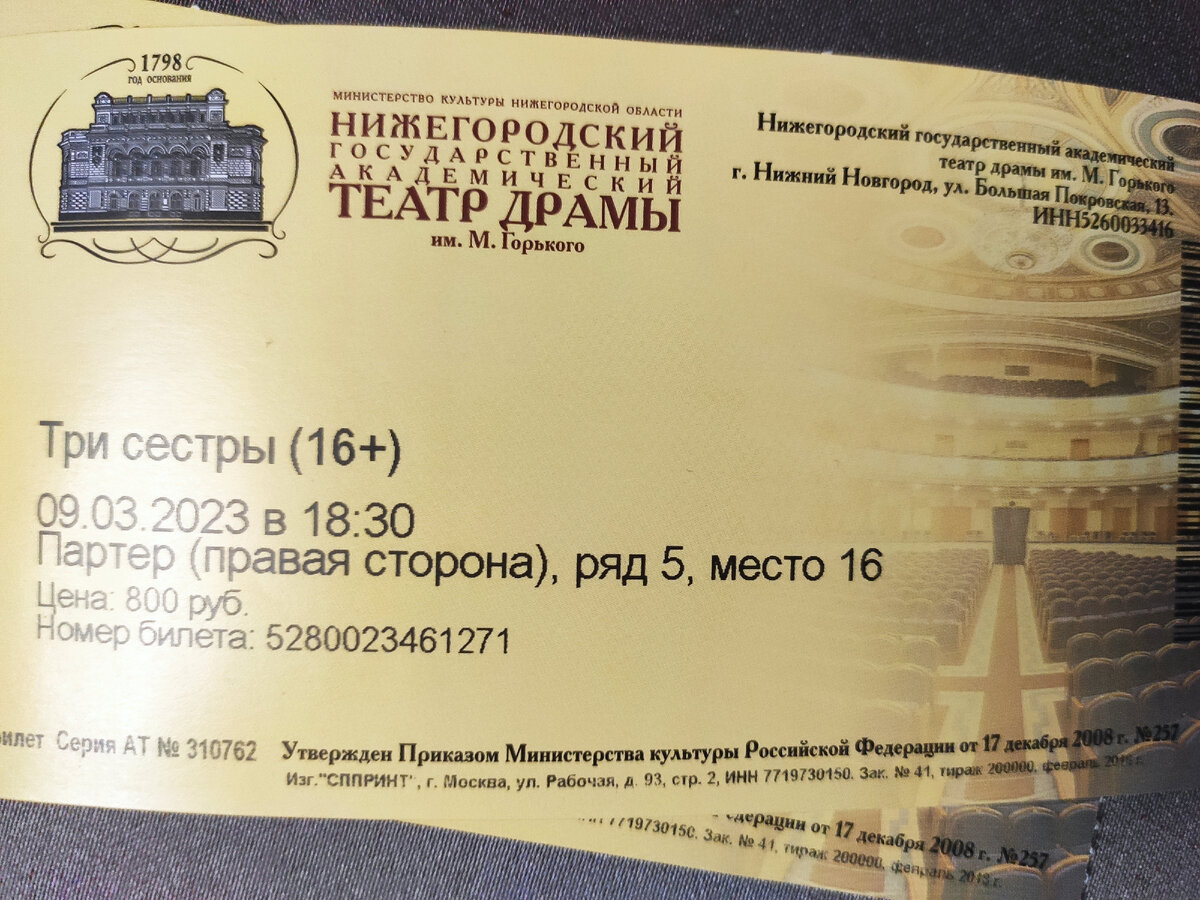 1798
ГОД ОСНОВАНИЯ
МИНИСТЕРСТВО КУЛЬТУРЫ НИЖЕГОРОДСКОЙ ОБЛАСТИ
НИЖЕГОРОДСКИЙ
ГОСУДАРСТВЕННЫЙ
АКАДЕМИЧЕСКИЙ
ТЕАТР ДРАМЫ
им. М. Горького
Нижегородский государственный академический
театр драмы им. М. Горького
г. Нижний Новгород, ул. Большая Покровская, 13.
ИНН5260033416
Три сестры (16+)
09.03.2023 в 18:30
Партер (правая сторона), ряд 5, место 16
Цена: 800 руб.
Номер билета: 5280023461271
Серия АТ № 310762
Утвержден Приказом Министерства культуры Российской Федерации от 17 декабря 2008 г. №257
Изг."СППРИНТ", г. Москва, ул. Рабочая, д. 93, стр. 2, ИНН 7719730150. Зак. № 41, тираж 200000, февраль
от 17 декабря 2008 г. №257
7719730150. Зак. № 41, тираж 200000, февраль